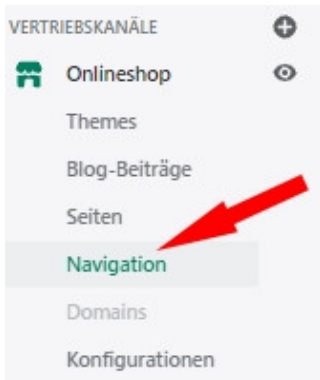 VERTRIEBSKANÄLE
Onlineshop
Themes
Blog-Beiträge
Seiten
Navigation
Domains
Konfigurationen